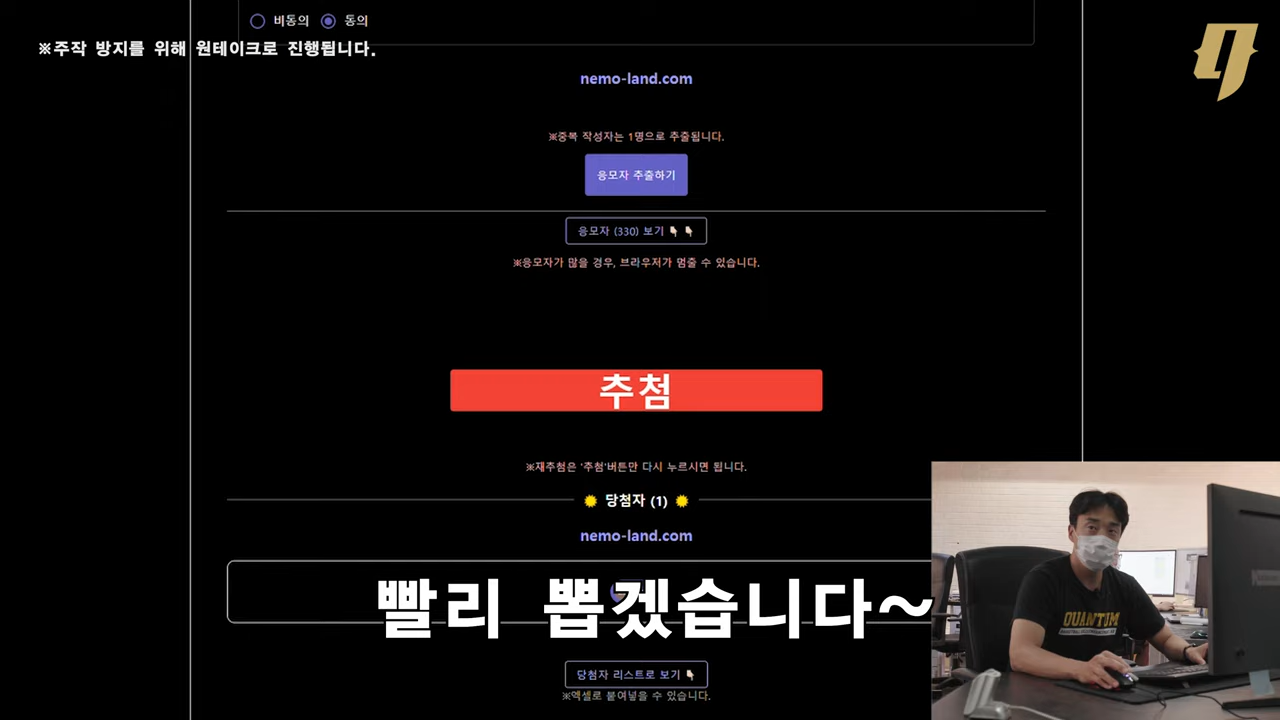 비동의 동의
※주작 방지를 위해 원테이크로 진행됩니다.
nemo-land.com
※중복 작성자는 1명으로 추출됩니다.
응모자 추출하기
응모자 (330) 보기 👇🏻 👇🏻
※응모자가 많을 경우, 브라우저가 멈출 수 있습니다.
추첨
※재추첨은 '추첨'버튼만 다시 누르시면 됩니다.
당첨자 (1)
nemo-land.com
빨리 뽑겠습니다~
QUANTUM
당첨자 리스트로 보기 👇🏻
※엑셀로 붙여넣을 수 있습니다.